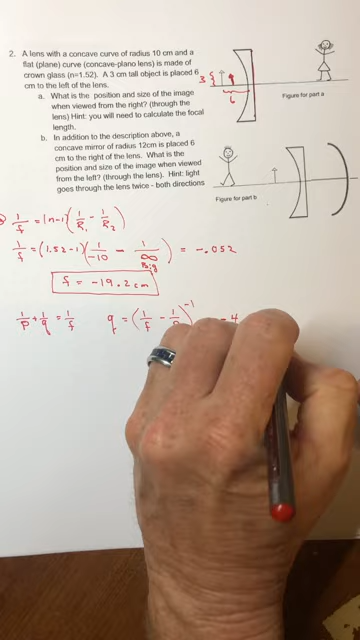 2. A lens with a concave curve of radius 10 cm and a
flat (plane) curve (concave-plano lens) is made of
crown glass (n=1.52). A 3 cm tall object is placed 6
cm to the left of the lens.
a. What is the position and size of the image
when viewed from the right? (through the
lens) Hint: you will need to calculate the focal
length.
b. In addition to the description above, a
concave mirror of radius 12cm is placed 6
cm to the right of the lens. What is the
position and size of the image when viewed
from the left? (through the lens). Hint: light
goes through the lens twice - both directions
3
6
Figure for part a
Figure for part b
1/f = (n-1)(1/R1 - 1/R2)
1/f = (1.52-1)(1/-10 - 1/∞) = -.052
Big
f = -19.2cm
1/p + 1/q = 1/f q = (1/f - 1/p)^-1 -4